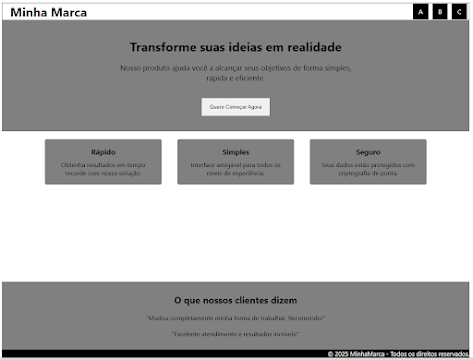 Minha Marca
A B C
Transforme suas ideias em realidade
Nosso produto ajuda você a alcançar seus objetivos de forma simples,
rápida e eficiente
Quero Começar Agora
Rápido
Obtenha resultados em tempo
recorde com nossa solução.
Simples
Interface amigável para todos os
níveis de experiência.
Seguro
Seus dados estão protegidos com
criptografia de ponta.
O que nossos clientes dizem
"Mudou completamente minha forma de trabalhar. Recomendo!"
"Excelente atendimento e resultados incríveis!"
© 2025 MinhaMarca - Todos os direitos reservados.